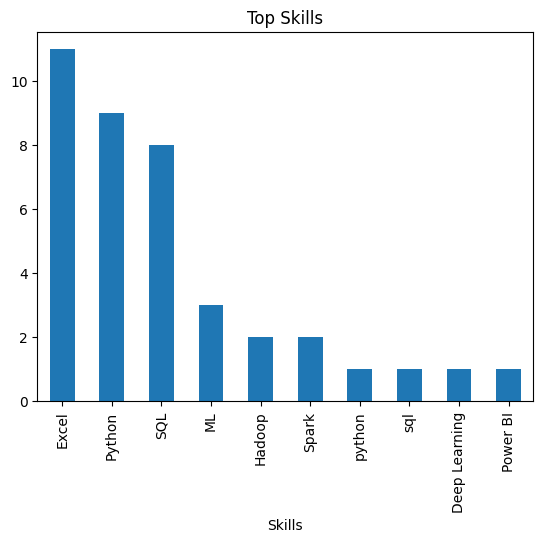 Top Skills
10
8
6
4
2
0
Excel
Python
SQL
ML
Hadoop
Spark
python
sql
Deep Learning
Power BI
Skills